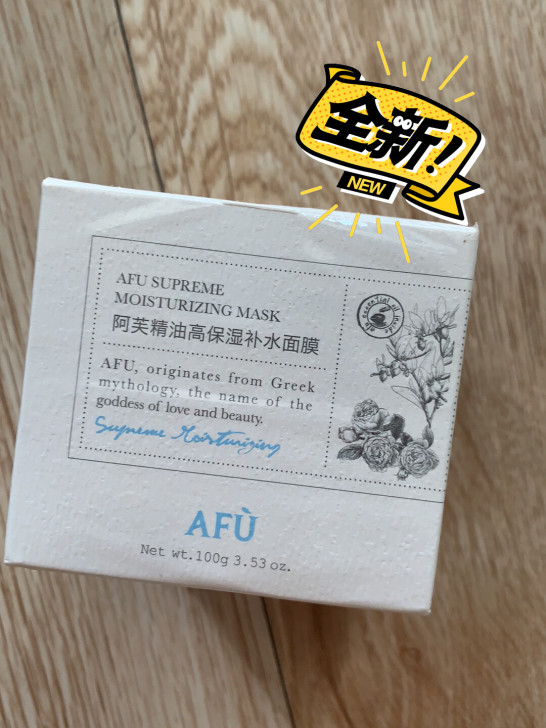 全新!
NEW
AFU SUPREME
MOISTURIZING MASK
阿芙精油高保湿补水面膜
AFU, originates from Greek
mythology, the name of the
goddess of love and beauty.
Supreme Moisturizing
AFÙ
Net wt.100g 3.53 oz.